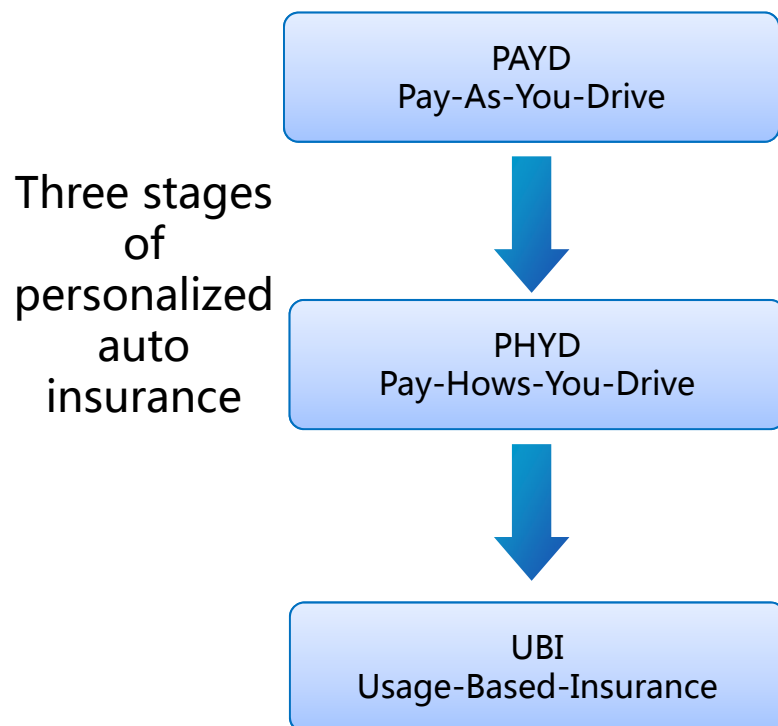 Three stages
of
personalized
auto
insurance
PAYD
Pay-As-You-Drive
PHYD
Pay-Hows-You-Drive
UBI
Usage-Based-Insurance